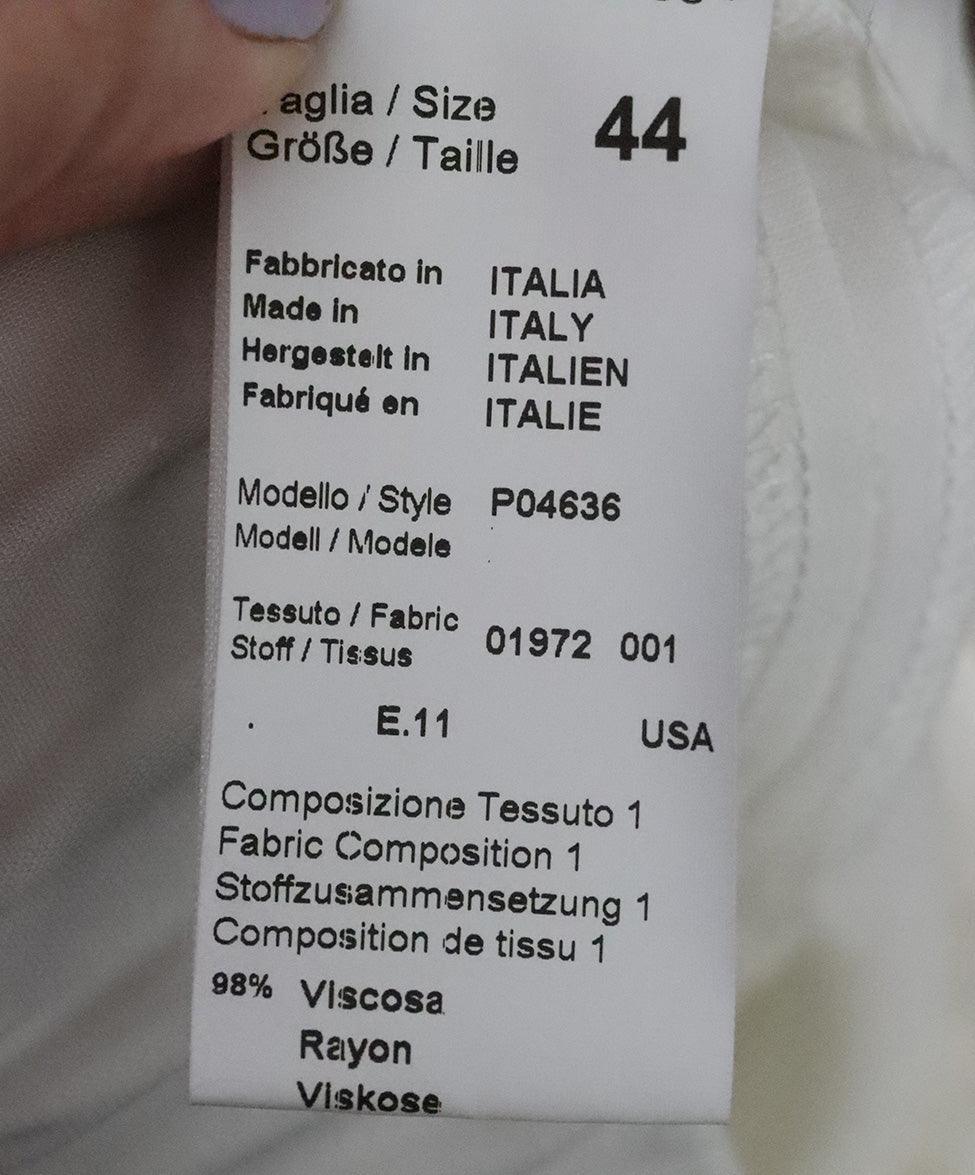 aglia / Size 44
Größe / Taille
Fabbricato in ITALIA
Made in ITALY
Hergestelt in ITALIEN
Fabriqué en ITALIE
Modello / Style P04636
Modell / Modele
Tessuto / Fabric
Stoff / Tissus 01972 001
E.11 USA
Composizione Tessuto 1
Fabric Composition 1
Stoffzusammensetzung 1
Composition de tissu 1
98% Viscosa
Rayon
Viskose